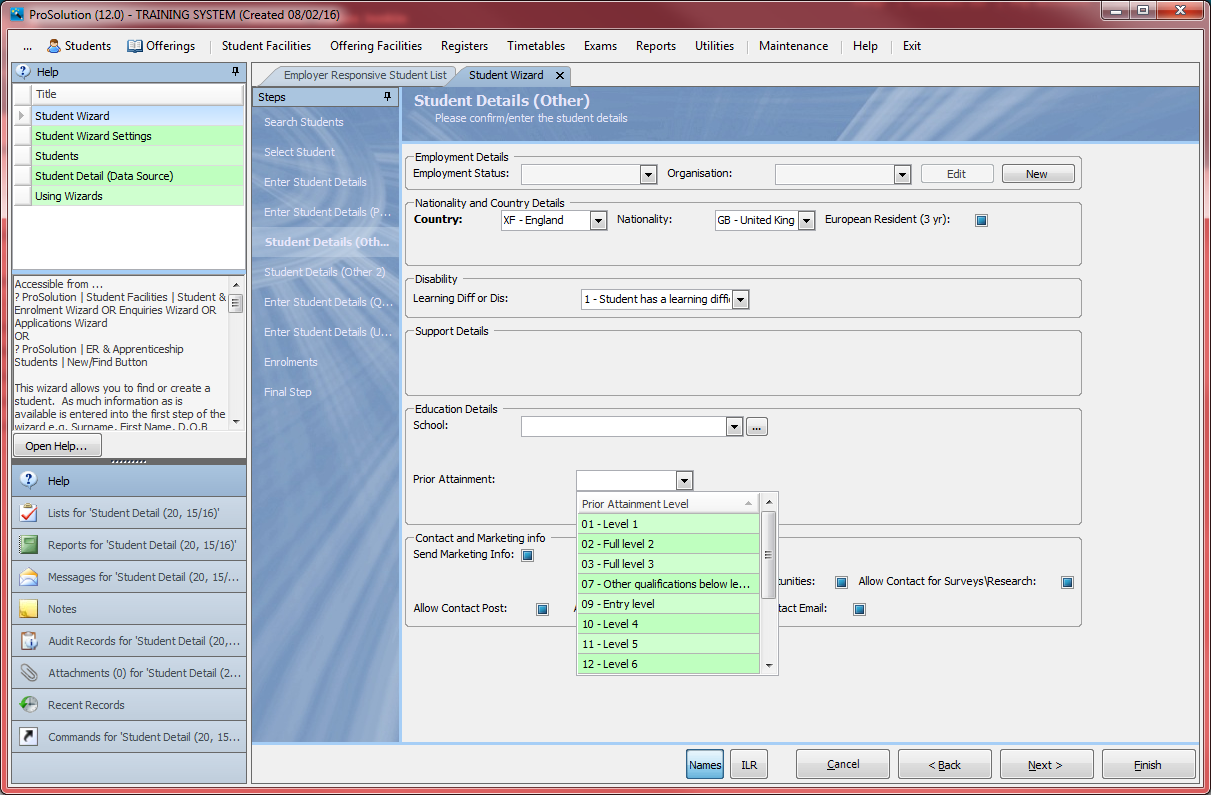 ProSolution (12.0) - TRAINING SYSTEM (Created 08/02/16)
... Students Offerings Student Facilities Offering Facilities Registers Timetables Exams Reports Utilities Maintenance Help Exit
Help
Title
Student Wizard
Student Wizard Settings
Students
Student Detail (Data Source)
Using Wizards
Accessible from ...
? ProSolution | Student Facilities | Student &
Enrolment Wizard OR Enquiries Wizard OR
Applications Wizard
OR
? ProSolution | ER & Apprenticeship
Students | New/Find Button
This wizard allows you to find or create a
student. As much information as is
available is entered into the first step of the
wizard e.g. Surname, First Name, D.O.B
Open Help...
Help
Lists for 'Student Detail (20, 15/16)'
Reports for 'Student Detail (20, 15/16)'
Messages for 'Student Detail (20, 15/...
Notes
Audit Records for 'Student Detail (20,...
Attachments (0) for 'Student Detail (2...
Recent Records
Commands for 'Student Detail (20, 15...
Employer Responsive Student List Student Wizard
Steps
Search Students
Select Student
Enter Student Details
Enter Student Details (P...
Student Details (Oth...
Student Details (Other 2)
Enter Student Details (Q...
Enter Student Details (U...
Enrolments
Final Step
Student Details (Other)
Please confirm/enter the student details
Employment Details
Employment Status: Organisation: Edit New
Nationality and Country Details
Country: XF - England Nationality: GB - United King European Resident (3 yr):
Disability
Learning Diff or Dis: 1 - Student has a learning diffi
Support Details
Education Details
School: ...
Prior Attainment:
Prior Attainment Level
01 - Level 1
02 - Full level 2
03 - Full level 3
07 - Other qualifications below le...
09 - Entry level
10 - Level 4
11 - Level 5
12 - Level 6
Contact and Marketing info
Send Marketing Info:
tunities: Allow Contact for Surveys\Research:
Allow Contact Post: tact Email:
Names ILR Cancel < Back Next > Finish